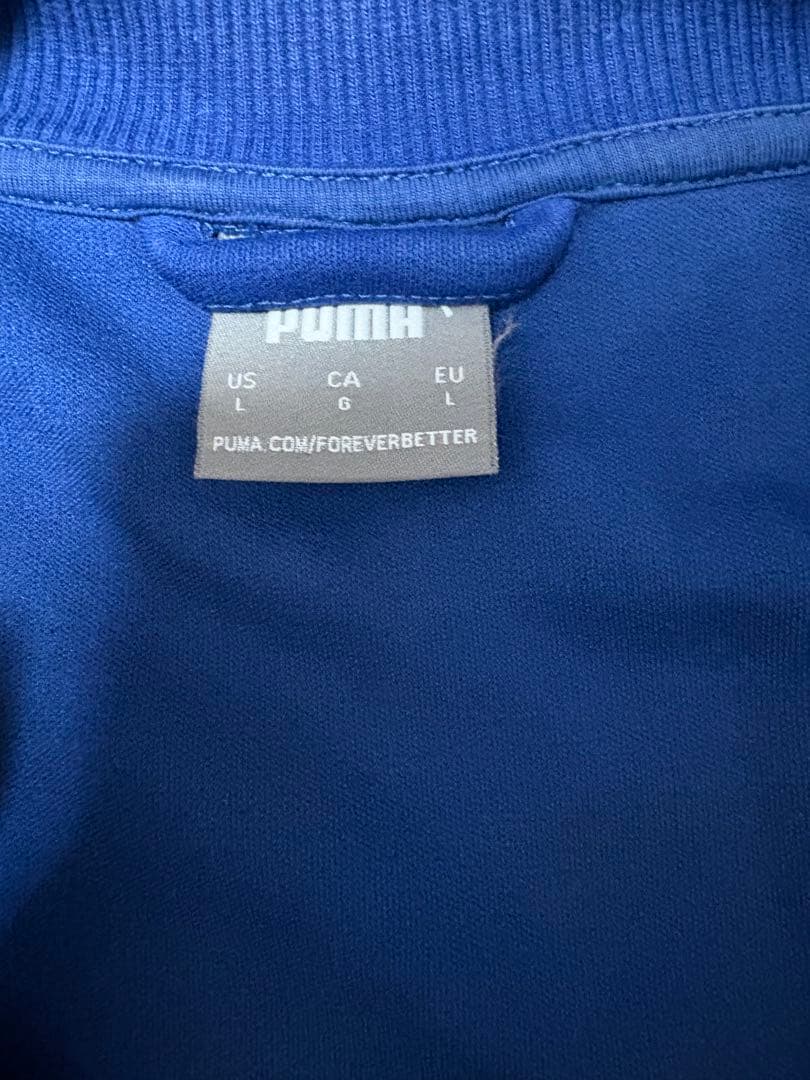 PUMA
US CA EU
L G L
PUMA.COM/FOREVERBETTER